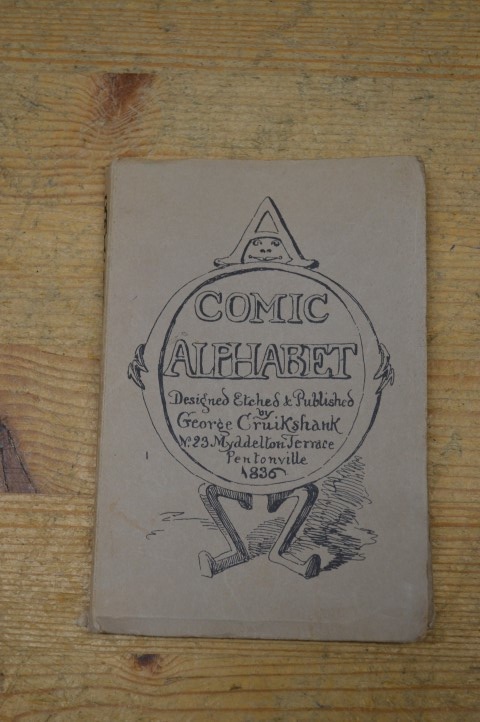 COMIC
ALPHABET
Designed Etched & Published
by
George Cruikshank
No. 23. Myddelton Terrace
Pentonville
1836